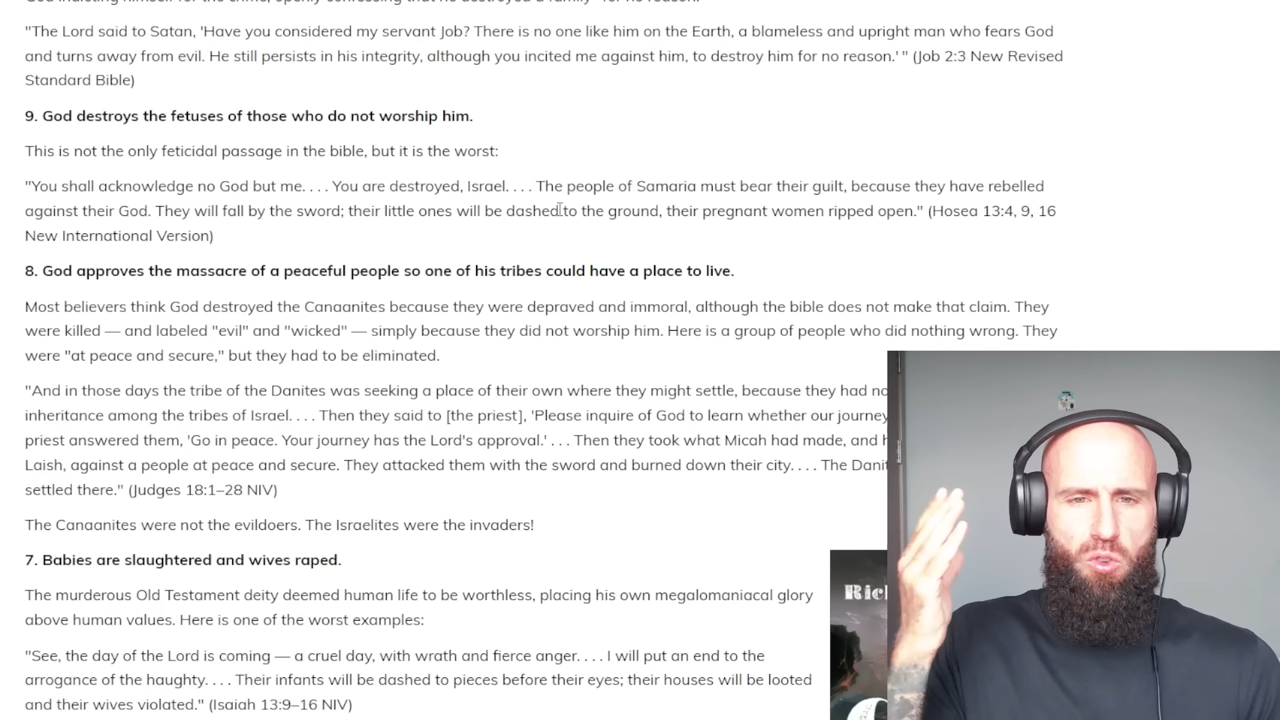 "The Lord said to Satan, 'Have you considered my servant Job? There is no one like him on the Earth, a blameless and upright man who fears God
and turns away from evil. He still persists in his integrity, although you incited me against him, to destroy him for no reason.' " (Job 2:3 New Revised
Standard Bible)
9. God destroys the fetuses of those who do not worship him.
This is not the only feticidal passage in the bible, but it is the worst:
"You shall acknowledge no God but me. . . . You are destroyed, Israel. . . . The people of Samaria must bear their guilt, because they have rebelled
against their God. They will fall by the sword; their little ones will be dashed to the ground, their pregnant women ripped open." (Hosea 13:4, 9, 16
New International Version)
8. God approves the massacre of a peaceful people so one of his tribes could have a place to live.
Most believers think God destroyed the Canaanites because they were depraved and immoral, although the bible does not make that claim. They
were killed — and labeled "evil" and "wicked" — simply because they did not worship him. Here is a group of people who did nothing wrong. They
were "at peace and secure," but they had to be eliminated.
"And in those days the tribe of the Danites was seeking a place of their own where they might settle, because they had
inheritance among the tribes of Israel. . . . Then they said to [the priest], 'Please inquire of God to learn whether our journey
priest answered them, 'Go in peace. Your journey has the Lord's approval.' . . . Then they took what Micah had made, and
Laish, against a people at peace and secure. They attacked them with the sword and burned down their city. . . . The
settled there." (Judges 18:1–28 NIV)
The Canaanites were not the evildoers. The Israelites were the invaders!
7. Babies are slaughtered and wives raped.
The murderous Old Testament deity deemed human life to be worthless, placing his own megalomaniacal glory
above human values. Here is one of the worst examples:
"See, the day of the Lord is coming — a cruel day, with wrath and fierce anger. . . . I will put an end to the
arrogance of the haughty. . . . Their infants will be dashed to pieces before their eyes; their houses will be looted
and their wives violated." (Isaiah 13:9–16 NIV)